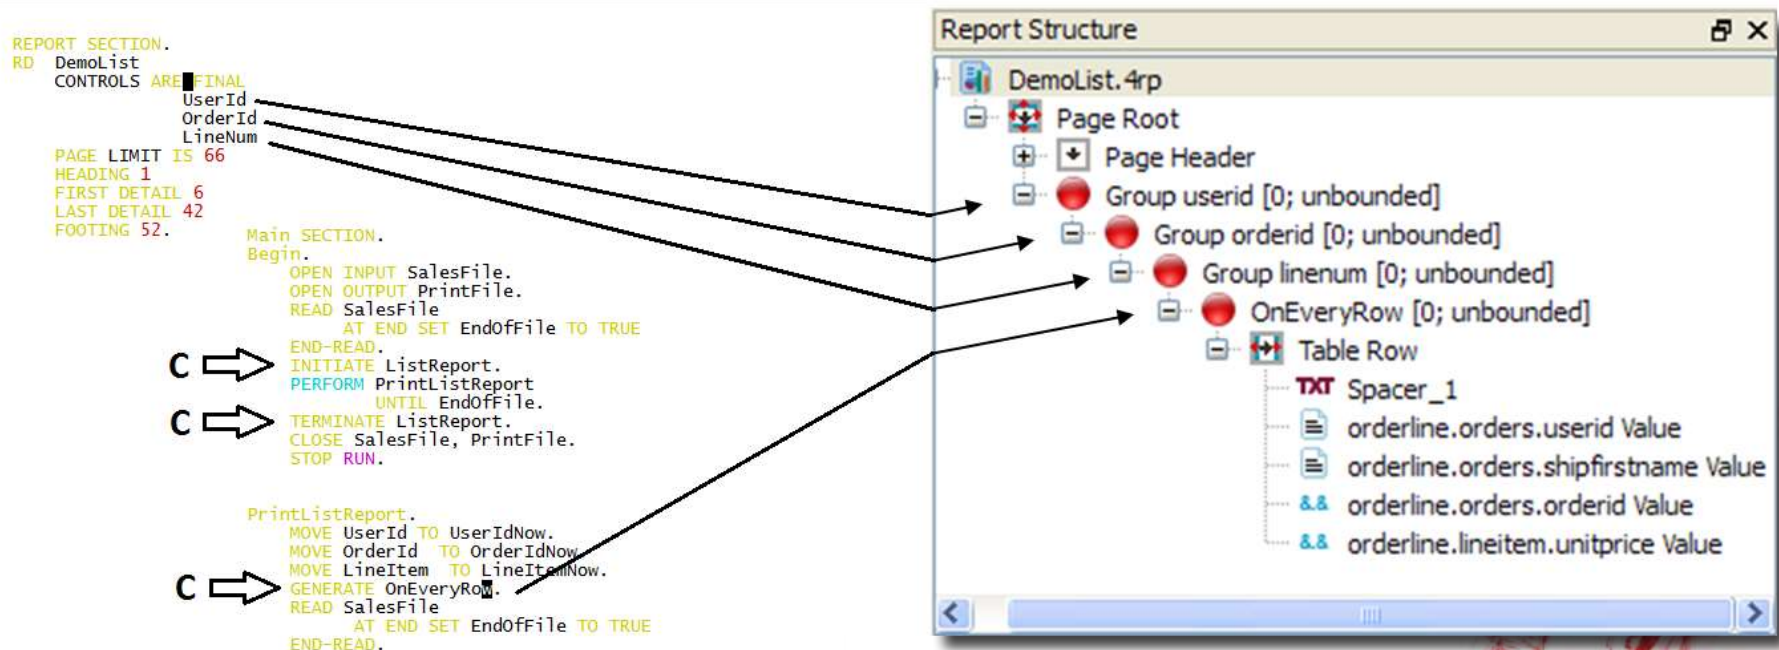 REPORT SECTION.
RD DemoList
CONTROLS ARE FINAL
UserId
OrderId
LineNum
PAGE LIMIT IS 66
HEADING 1
FIRST DETAIL 6
LAST DETAIL 42
FOOTING 52.
Main SECTION.
Begin.
OPEN INPUT SalesFile.
OPEN OUTPUT PrintFile.
READ SalesFile
AT END SET EndOfFile TO TRUE
END-READ.
C
INITIATE ListReport.
PERFORM PrintListReport
UNTIL EndOfFile.
C
TERMINATE ListReport.
CLOSE SalesFile, PrintFile.
STOP RUN.
PrintListReport.
MOVE UserId TO UserIdNow.
MOVE OrderId TO OrderIdNow
MOVE LineItem TO LineItemNow.
C
GENERATE OnEveryRow.
READ SalesFile
AT END SET EndOfFile TO TRUE
END-READ.
Report Structure
DemoList.4rp
Page Root
Page Header
Group userid [0; unbounded]
Group orderid [0; unbounded]
Group linenum [0; unbounded]
OnEveryRow [0; unbounded]
Table Row
TXT Spacer_1
orderline.orders.userid Value
orderline.orders.shipfirstname Value
&.& orderline.orders.orderid Value
&.& orderline.lineitem.unitprice Value